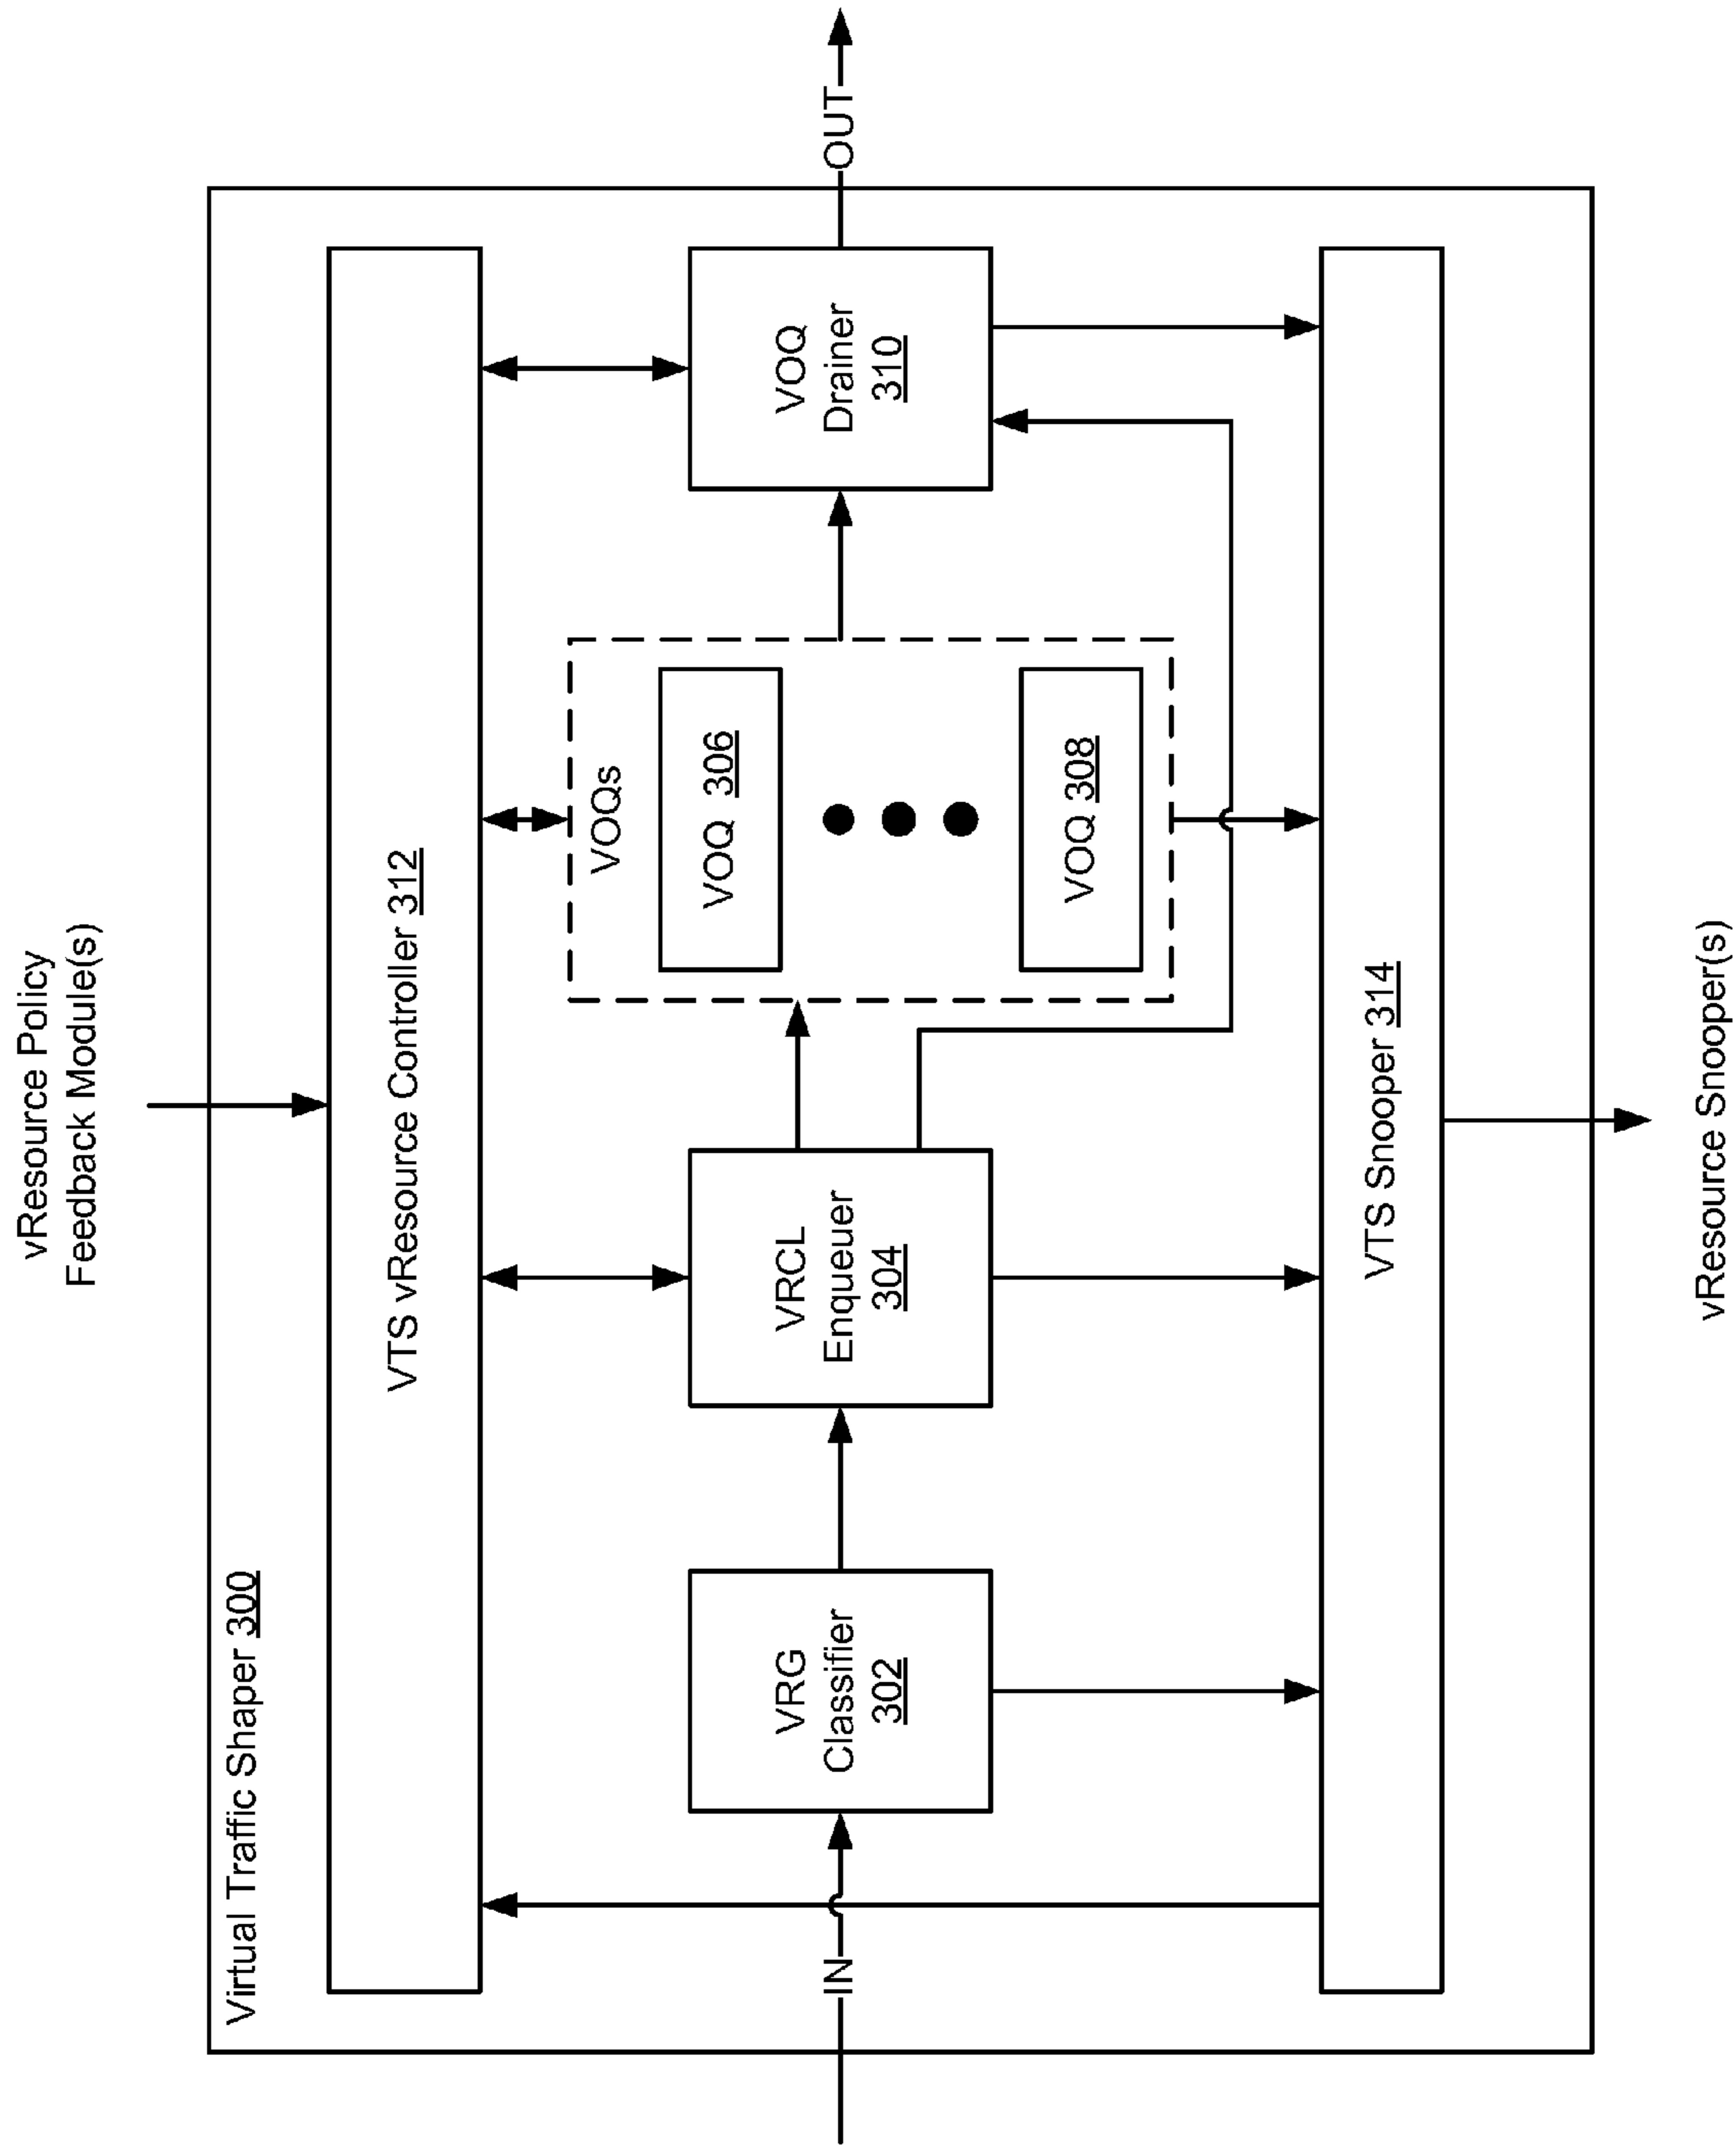 vResource Policy
Feedback Module(s)
Virtual Traffic Shaper 300
VTS vResource Controller 312
IN
VRG
Classifier
302
VRCL
Enqueuer
304
VOQs
VOQ 306
VOQ 308
VOQ
Drainer
310
OUT
VTS Snooper 314
vResource Snooper(s)